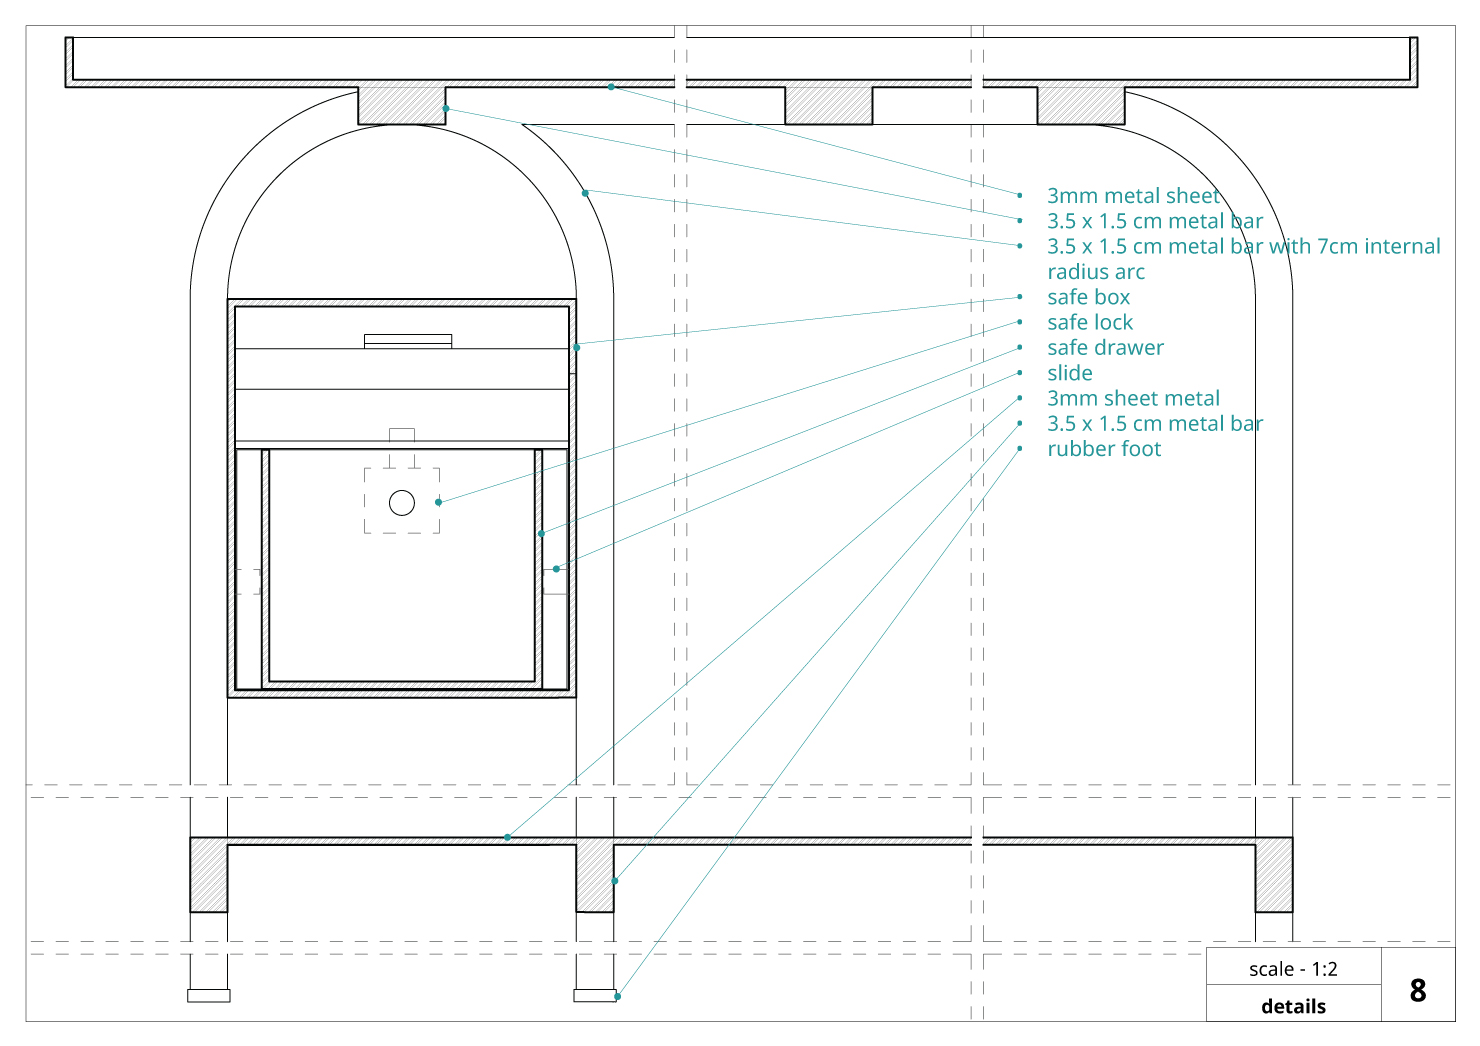 3mm metal sheet
3.5 x 1.5 cm metal bar
3.5 x 1.5 cm metal bar with 7cm internal
radius arc
safe box
safe lock
safe drawer
slide
3mm sheet metal
3.5 x 1.5 cm metal bar
rubber foot
scale - 1:2
details
8